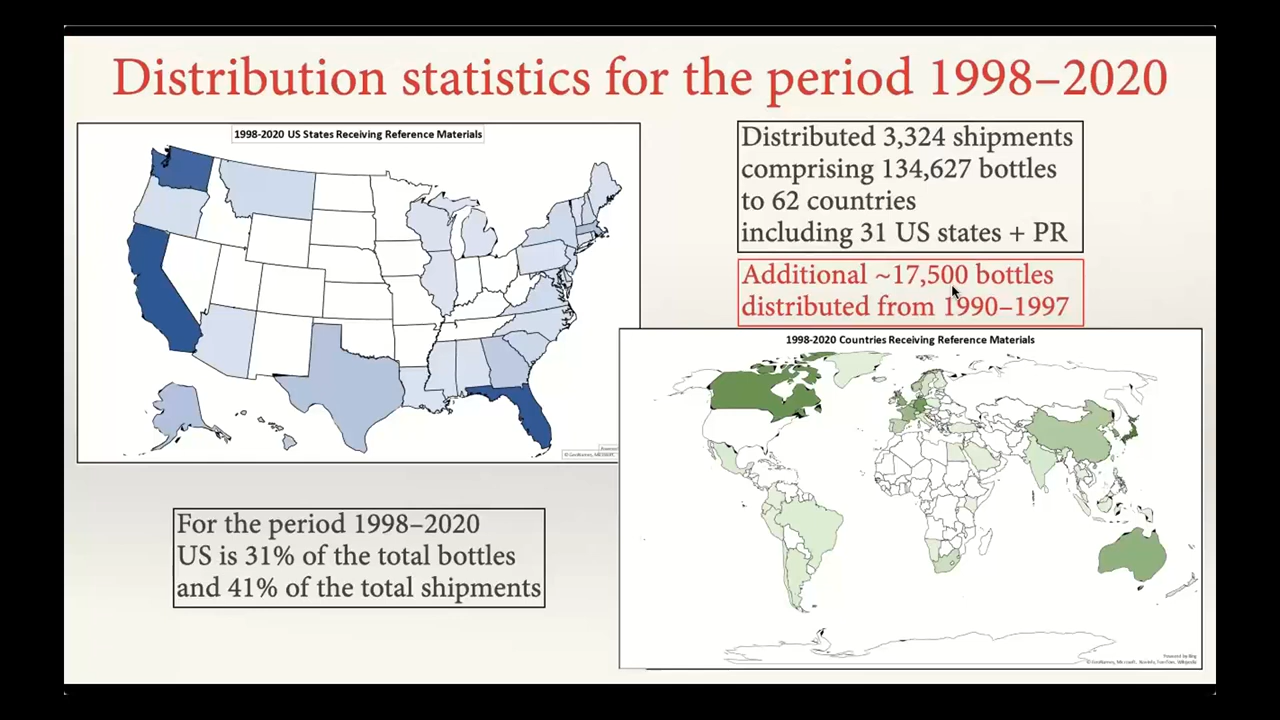 Distribution statistics for the period 1998–2020
1998-2020 US States Receiving Reference Materials
Distributed 3,324 shipments
comprising 134,627 bottles
to 62 countries
including 31 US states + PR
Additional ~17,500 bottles
distributed from 1990–1997
1998-2020 Countries Receiving Reference Materials
For the period 1998–2020
US is 31% of the total bottles
and 41% of the total shipments
Powered by Bing